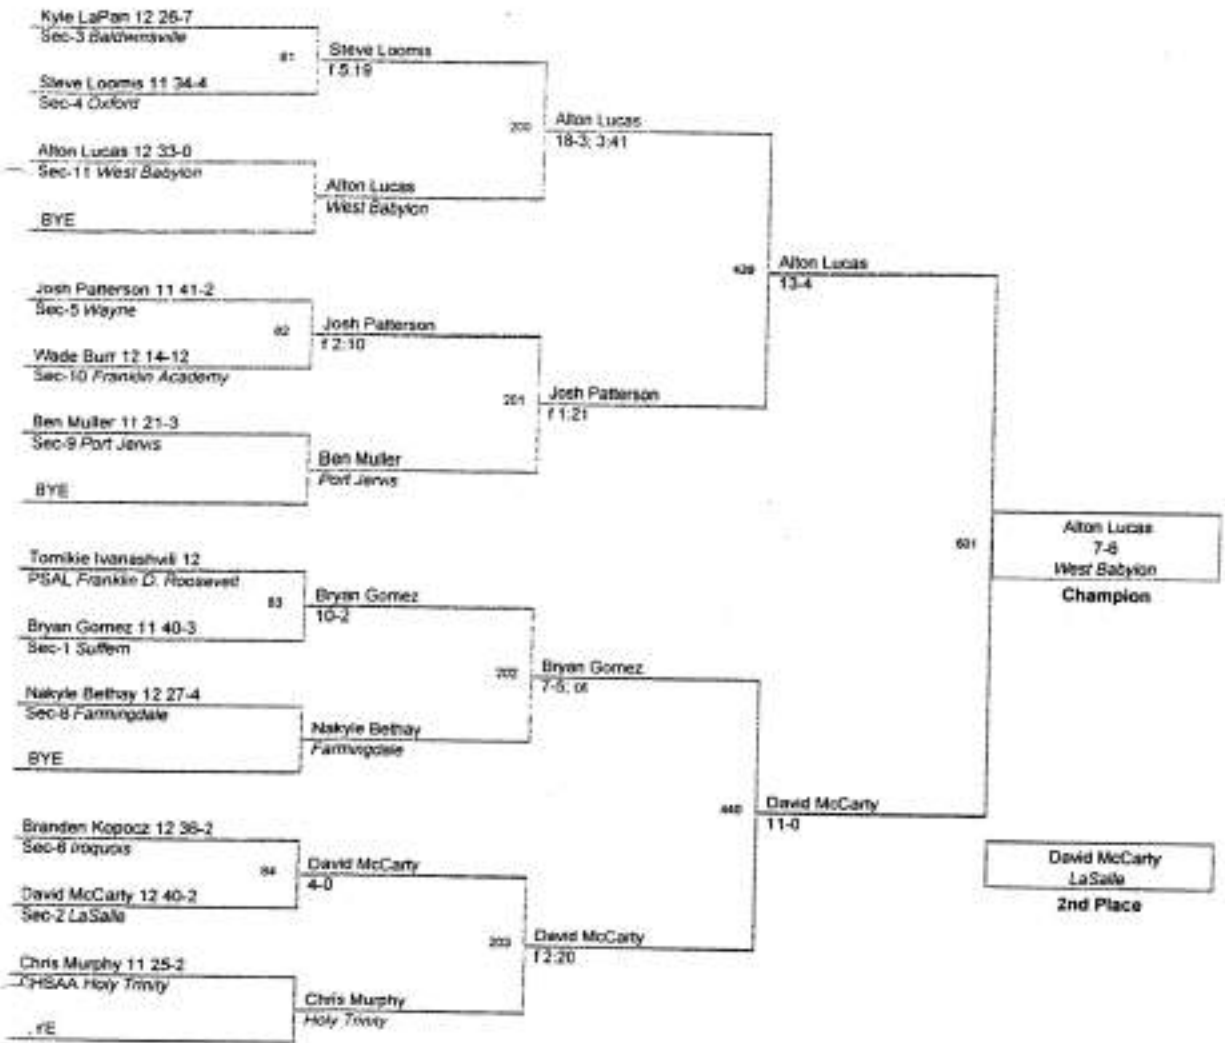 Kyle LaPan 12 26-7
Sec-3 Baldwinsville
81
Steve Loomis
f 5:19
Steve Loomis 11 34-4
Sec-4 Oxford
200
Alton Lucas
18-3; 3:41
Alton Lucas 12 33-0
Sec-11 West Babylon
Alton Lucas
West Babylon
BYE
439
Alton Lucas
13-4
Josh Patterson 11 41-2
Sec-5 Wayne
82
Josh Patterson
f 2:10
Wade Burr 12 14-12
Sec-10 Franklin Academy
201
Josh Patterson
f 1:21
Ben Muller 11 21-3
Sec-9 Port Jervis
Ben Muller
Port Jervis
BYE
601
Alton Lucas
7-6
West Babylon
Champion
Tornikie Ivanashvili 12
PSAL Franklin D. Roosevelt
83
Bryan Gomez
10-2
Bryan Gomez 11 40-3
Sec-1 Suffern
202
Bryan Gomez
7-5; ot
Nakyle Bethay 12 27-4
Sec-8 Farmingdale
Nakyle Bethay
Farmingdale
BYE
440
David McCarty
11-0
Branden Kopocz 12 36-2
Sec-6 Iroquois
84
David McCarty
4-0
David McCarty 12 40-2
Sec-2 LaSalle
David McCarty
LaSalle
2nd Place
203
David McCarty
f 2:20
Chris Murphy 11 25-2
CHSAA Holy Trinity
Chris Murphy
Holy Trinity
YE